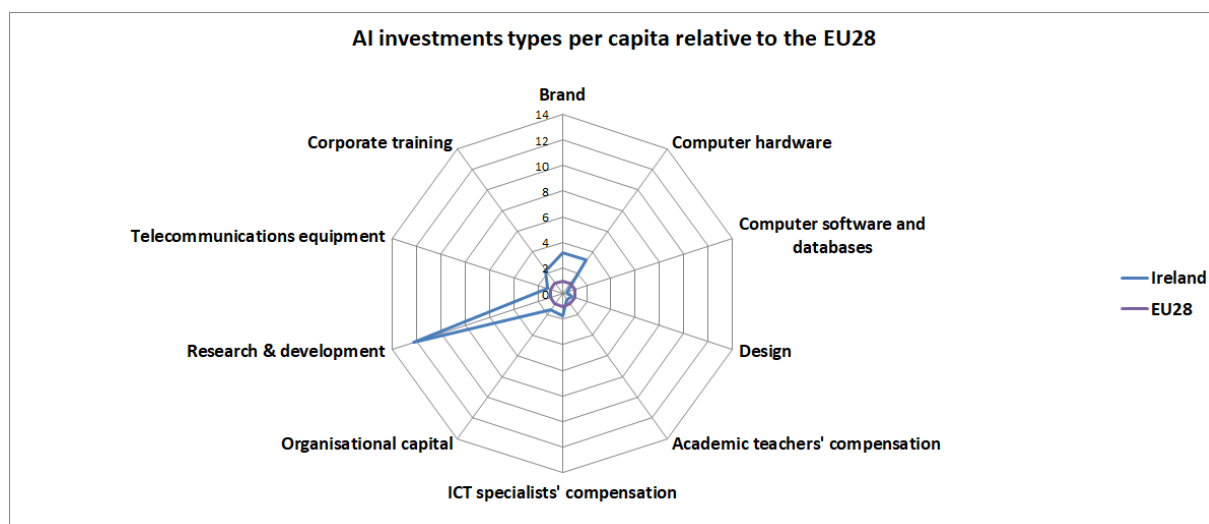 AI investments types per capita relative to the EU28
Brand
14
12
10
8
6
4
2
0
Computer hardware
Computer software and
databases
Design
Academic teachers' compensation
ICT specialists' compensation
Organisational capital
Research & development
Telecommunications equipment
Corporate training
Ireland
EU28